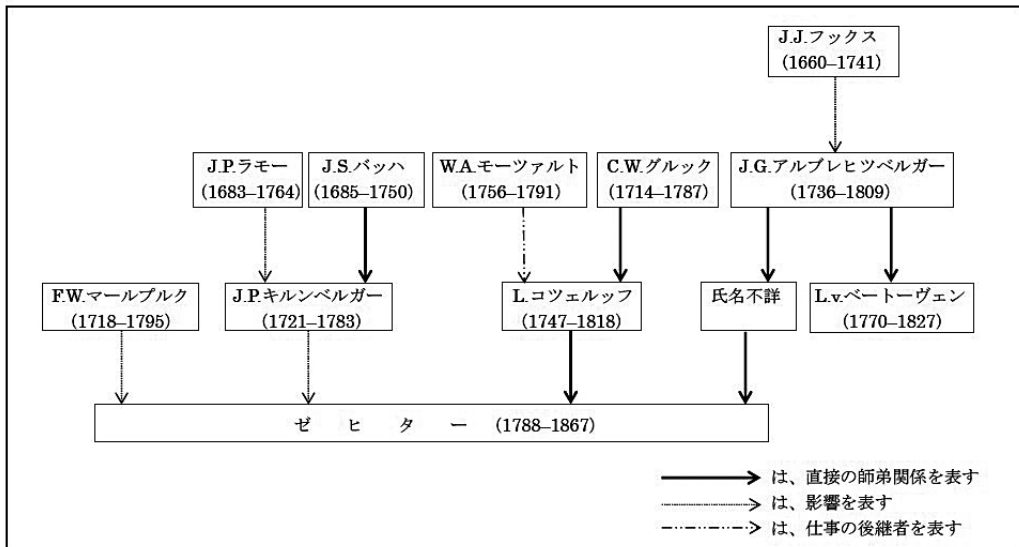 J.J.フックス
(1660–1741)
J.P.ラモー
(1683–1764)
J.S.バッハ
(1685–1750)
W.A.モーツァルト
(1756–1791)
C.W.グルック
(1714–1787)
J.G.アルブレヒツベルガー
(1736–1809)
F.W.マールプルク
(1718–1795)
J.P.キルンベルガー
(1721–1783)
L.コツェルッフ
(1747–1818)
氏名不詳
L.v.ベートーヴェン
(1770–1827)
ゼヒター (1788–1867)
は、直接の師弟関係を表す
は、影響を表す
は、仕事の後継者を表す